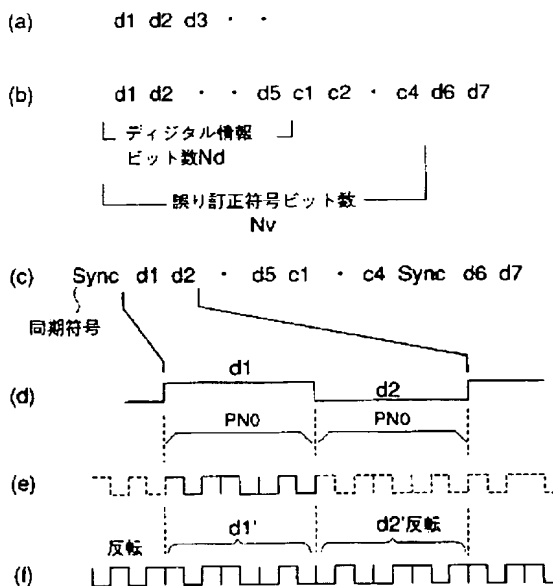 (a) d1 d2 d3 ・ ・
(b) d1 d2 ・ ・ d5 c1 c2 ・ c4 d6 d7
ディジタル情報
ビット数Nd
誤り訂正符号ビット数
Nv
(c) Sync d1 d2 ・ d5 c1 ・ c4 Sync d6 d7
同期符号
(d) d1 d2
PN0 PN0
(e)
反転 d1' d2'反転
(f)